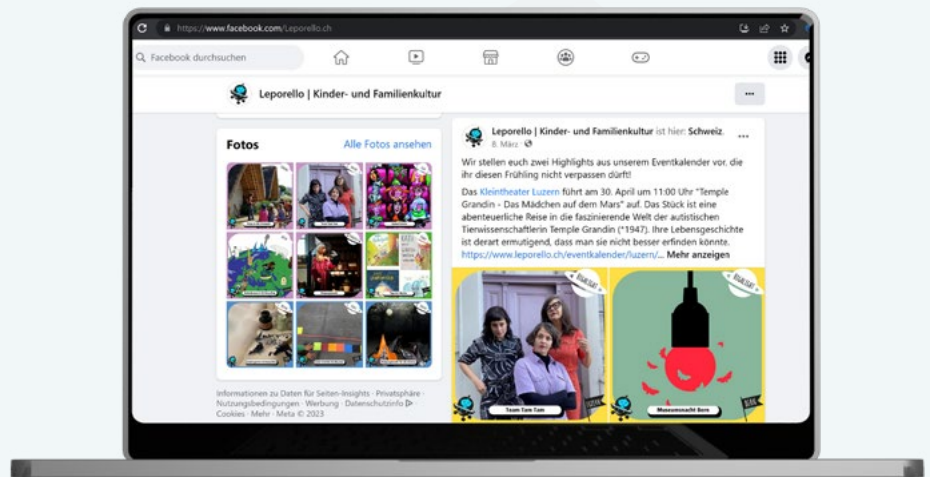 https://www.facebook.com/Leporello.ch
Facebook durchsuchen
Leporello | Kinder- und Familienkultur
Fotos
Alle Fotos ansehen
Informationen zu Daten für Seiten-Insights · Privatsphäre ·
Nutzungsbedingungen · Werbung · Datenschutzinfo ·
Cookies · Mehr · Meta © 2023
Leporello | Kinder- und Familienkultur ist hier: Schweiz.
8. März ·
Wir stellen euch zwei Highlights aus unserem Eventkalender vor, die
ihr diesen Frühling nicht verpassen dürft!
Das Kleintheater Luzern führt am 30. April um 11:00 Uhr "Temple
Grandin - Das Mädchen auf dem Mars" auf. Das Stück ist eine
abenteuerliche Reise in die faszinierende Welt der autistischen
Tierwissenschaftlerin Temple Grandin (*1947). Ihre Lebensgeschichte
ist derart ermutigend, dass man sie nicht besser erfinden könnte.
https://www.leporello.ch/eventkalender/luzern/... Mehr anzeigen
Team Tam Tam
Museumsnacht Bern